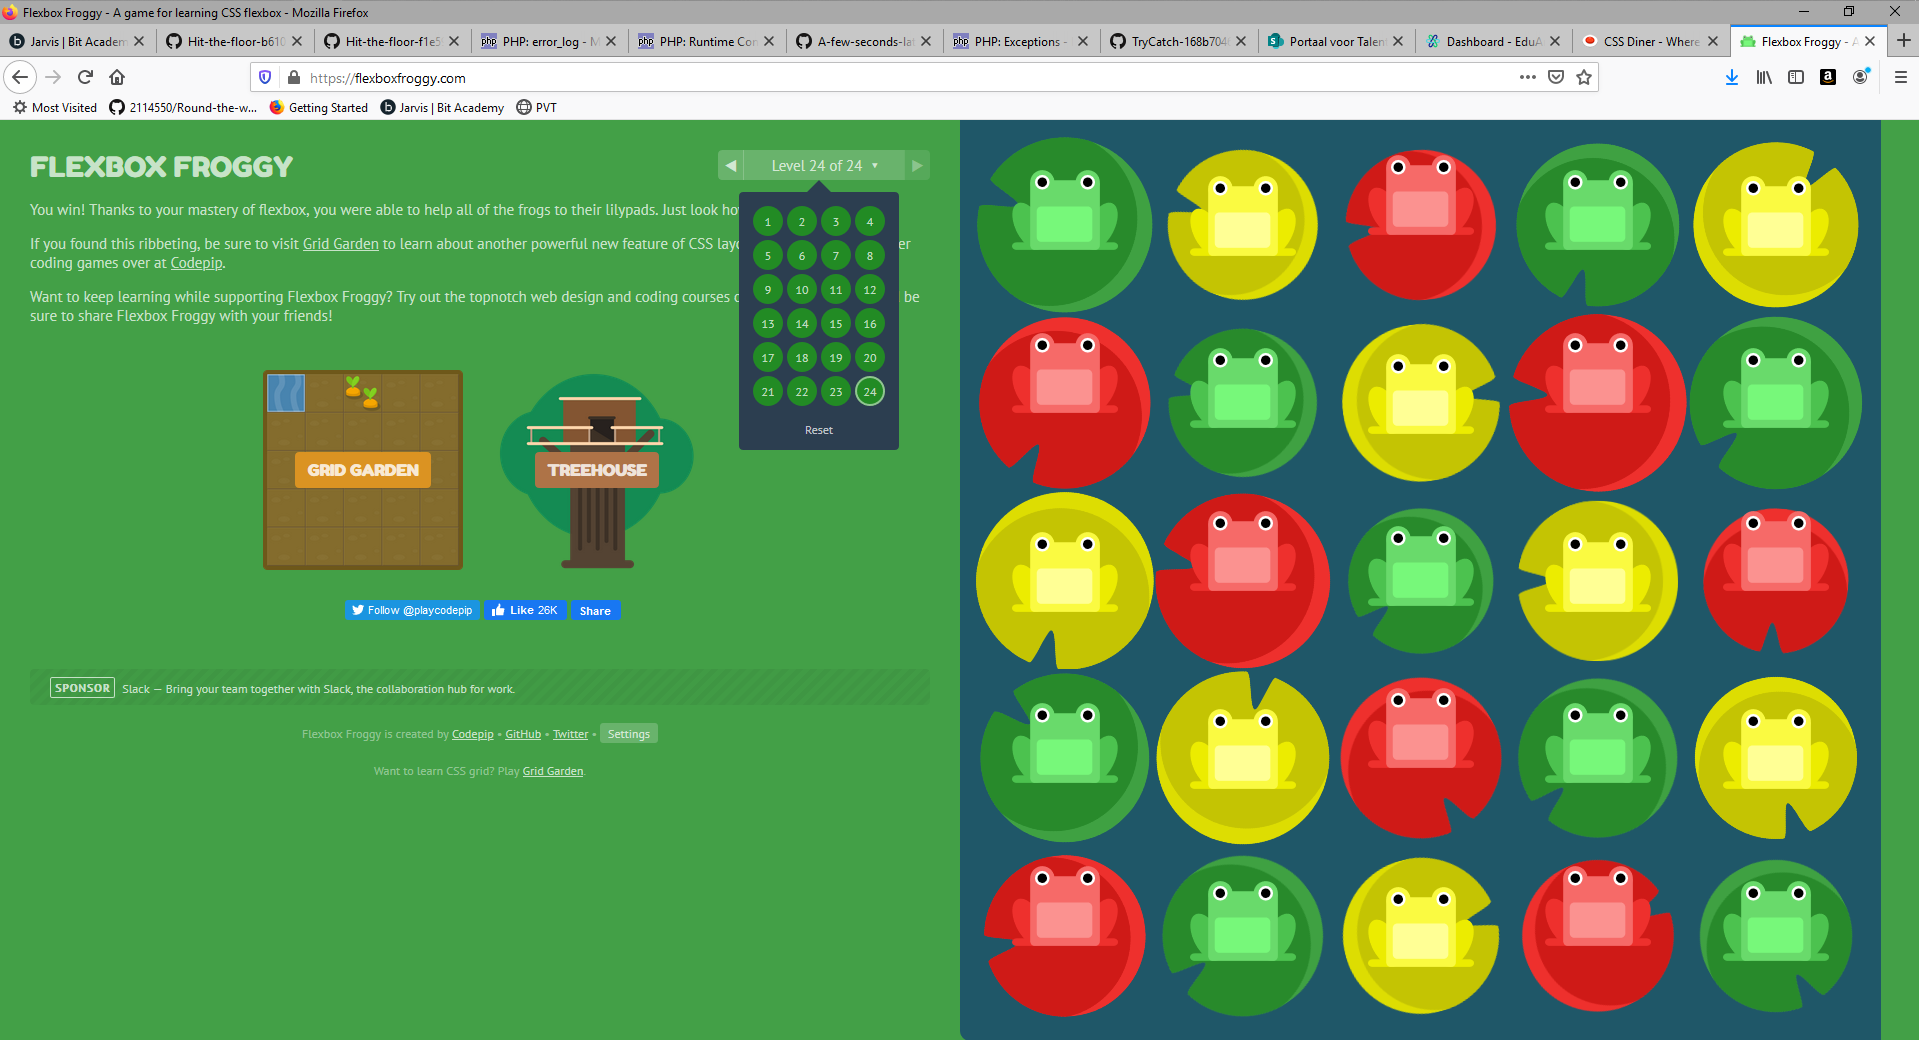 Flexbox Froggy - A game for learning CSS flexbox - Mozilla Firefox
Jarvis | Bit Academ
Hit-the-floor-b610
Hit-the-floor-f1e5
php PHP: error_log - M
php PHP: Runtime Con
A-few-seconds-lat
php PHP: Exceptions -
TryCatch-168b704
Portaal voor Talen
Dashboard - EduA
CSS Diner - Where
Flexbox Froggy - A
https://flexboxfroggy.com
Most Visited
2114550/Round-the-w...
Getting Started
Jarvis | Bit Academy
PVT
FLEXBOX FROGGY
Level 24 of 24
You win! Thanks to your mastery of flexbox, you were able to help all of the frogs to their lilypads. Just look ho
If you found this ribbeting, be sure to visit Grid Garden to learn about another powerful new feature of CSS layo er
coding games over at Codepip.
Want to keep learning while supporting Flexbox Froggy? Try out the topnotch web design and coding courses be
sure to share Flexbox Froggy with your friends!
1 2 3 4
5 6 7 8
9 10 11 12
13 14 15 16
17 18 19 20
21 22 23 24
Reset
GRID GARDEN
TREEHOUSE
Follow @playcodepip
Like 26K
Share
SPONSOR Slack — Bring your team together with Slack, the collaboration hub for work.
Flexbox Froggy is created by Codepip • GitHub • Twitter • Settings
Want to learn CSS grid? Play Grid Garden.